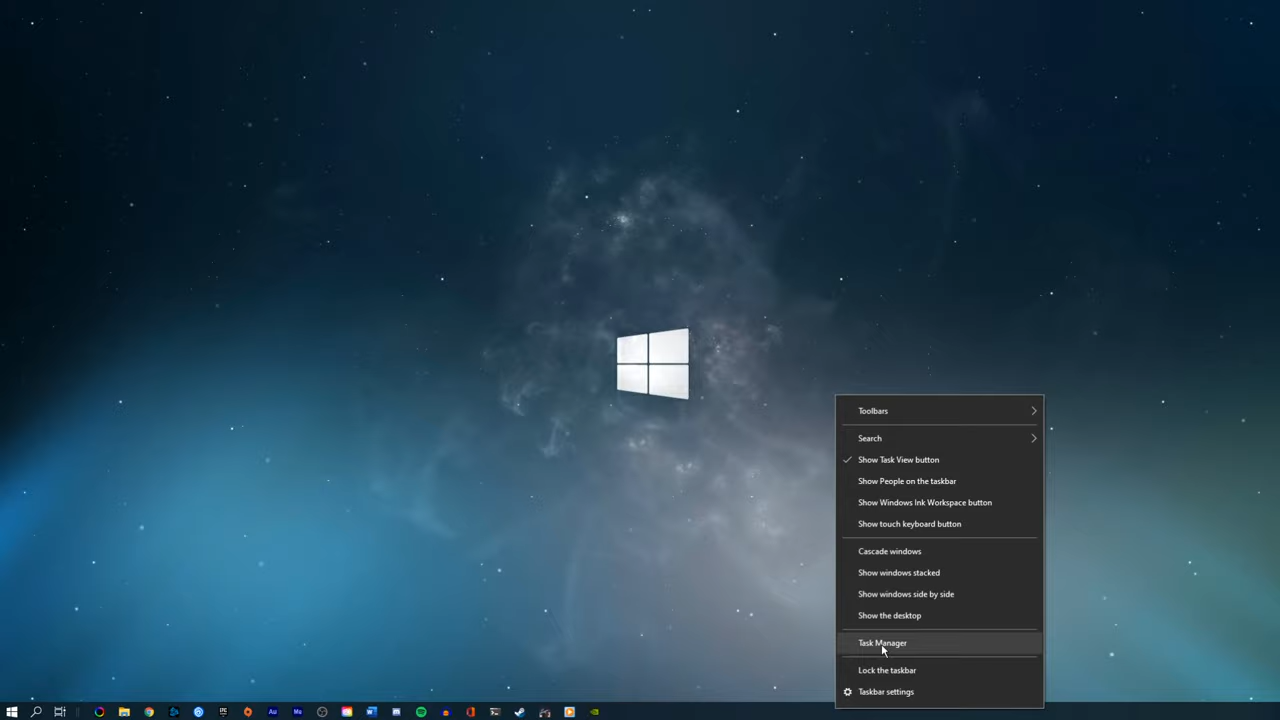 Toolbars
Search
Show Task View button
Show People on the taskbar
Show Windows Ink Workspace button
Show touch keyboard button
Cascade windows
Show windows stacked
Show windows side by side
Show the desktop
Task Manager
Lock the taskbar
Taskbar settings
Au
Me